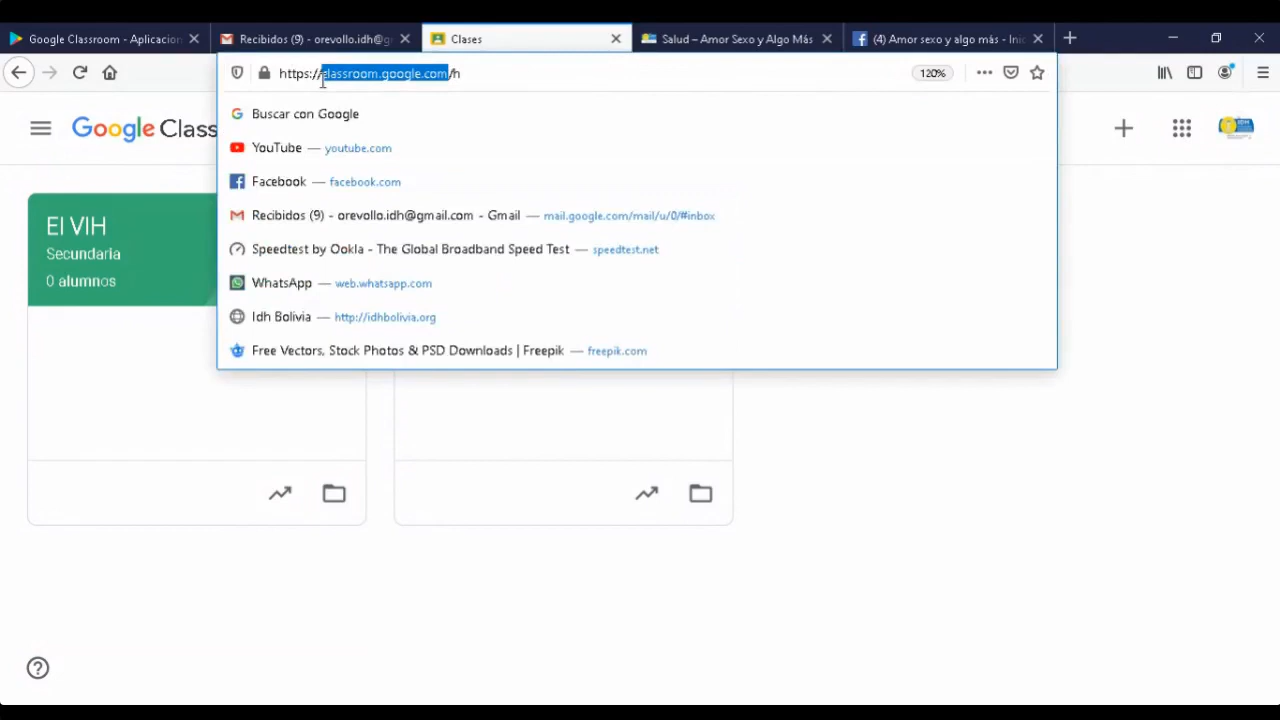 Google Classroom - Aplicacion
Recibidos (9) - orevollo.idh@g
Clases
Salud – Amor Sexo y Algo Más
(4) Amor sexo y algo más - Inic
https://classroom.google.com/h
120%
Buscar con Google
Google Class
YouTube — youtube.com
Facebook — facebook.com
Recibidos (9) - orevollo.idh@gmail.com - Gmail — mail.google.com/mail/u/0/#inbox
El VIH
Secundaria
Speedtest by Ookla - The Global Broadband Speed Test — speedtest.net
0 alumnos
WhatsApp — web.whatsapp.com
Idh Bolivia — http://idhbolivia.org
Free Vectors, Stock Photos & PSD Downloads | Freepik — freepik.com